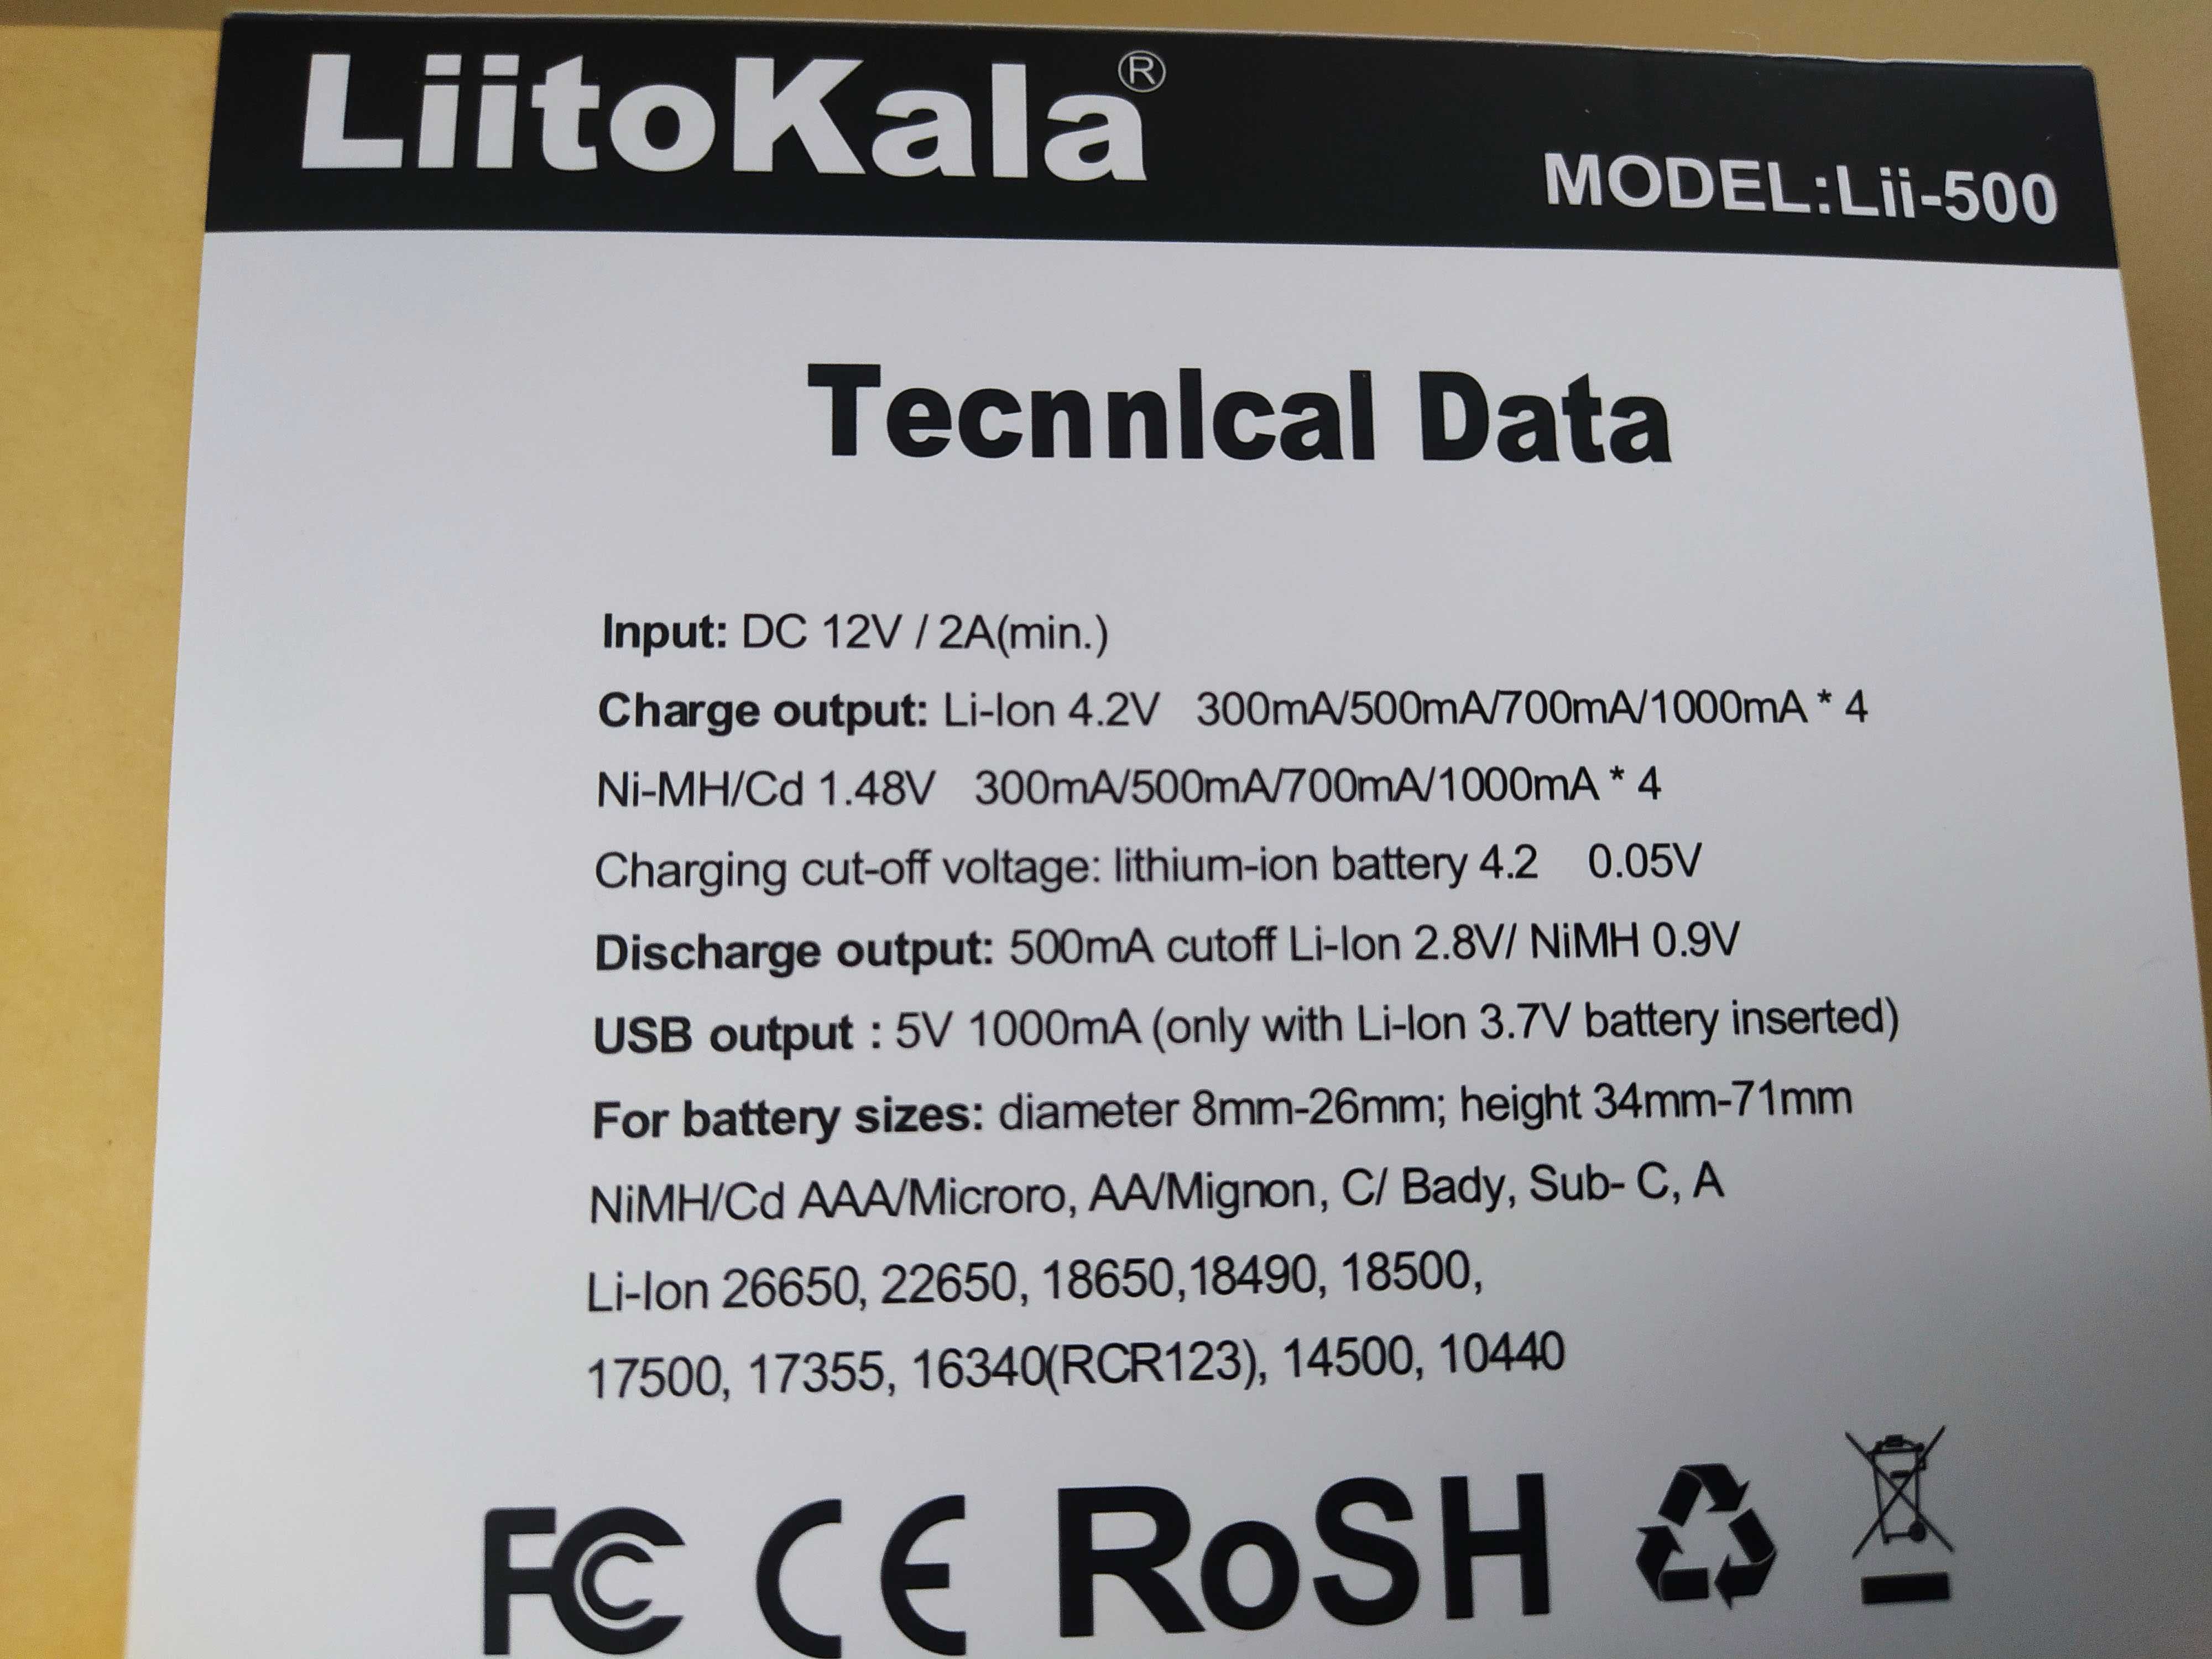 LiitoKala®
MODEL:Lii-500
Tecnnlcal Data
Input: DC 12V / 2A(min.)
Charge output: Li-Ion 4.2V 300mA/500mA/700mA/1000mA * 4
Ni-MH/Cd 1.48V 300mA/500mA/700mA/1000mA * 4
Charging cut-off voltage: lithium-ion battery 4.2 0.05V
Discharge output: 500mA cutoff Li-Ion 2.8V/ NiMH 0.9V
USB output : 5V 1000mA (only with Li-Ion 3.7V battery inserted)
For battery sizes: diameter 8mm-26mm; height 34mm-71mm
NiMH/Cd AAA/Microro, AA/Mignon, C/ Bady, Sub- C, A
Li-Ion 26650, 22650, 18650,18490, 18500,
17500, 17355, 16340(RCR123), 14500, 10440
FC CE RoSH